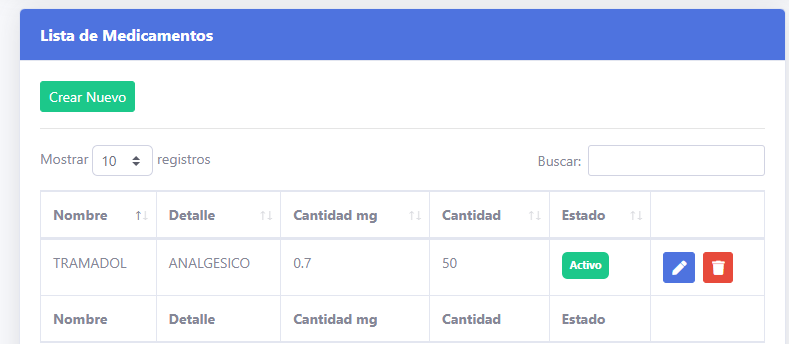 Lista de Medicamentos
Crear Nuevo
Mostrar 10 registros Buscar:
Nombre Detalle Cantidad mg Cantidad Estado
TRAMADOL ANALGESICO 0.7 50 Activo
Nombre Detalle Cantidad mg Cantidad Estado